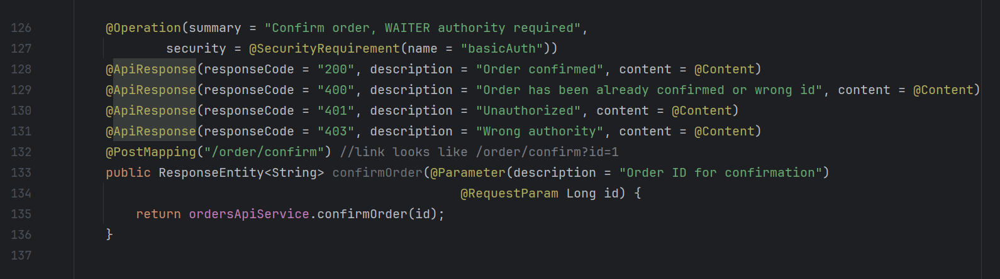 126 @Operation(summary = "Confirm order, WAITER authority required",
127 security = @SecurityRequirement(name = "basicAuth"))
128 @ApiResponse(responseCode = "200", description = "Order confirmed", content = @Content)
129 @ApiResponse(responseCode = "400", description = "Order has been already confirmed or wrong id", content = @Content)
130 @ApiResponse(responseCode = "401", description = "Unauthorized", content = @Content)
131 @ApiResponse(responseCode = "403", description = "Wrong authority", content = @Content)
132 @PostMapping("/order/confirm") //link looks like /order/confirm?id=1
133 public ResponseEntity<String> confirmOrder(@Parameter(description = "Order ID for confirmation")
134 @RequestParam Long id) {
135 return ordersApiService.confirmOrder(id);
136 }
137